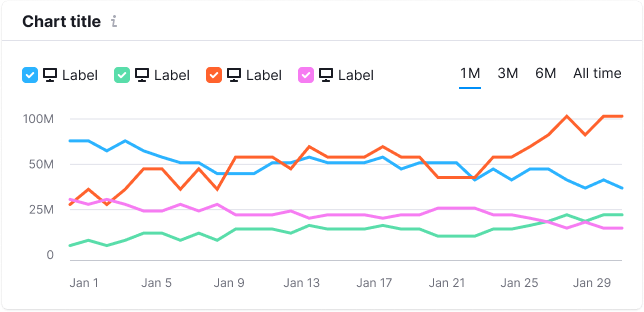 Chart title i
Label Label Label Label 1M 3M 6M All time
100M
50M
25M
0
Jan 1 Jan 5 Jan 9 Jan 13 Jan 17 Jan 21 Jan 25 Jan 29